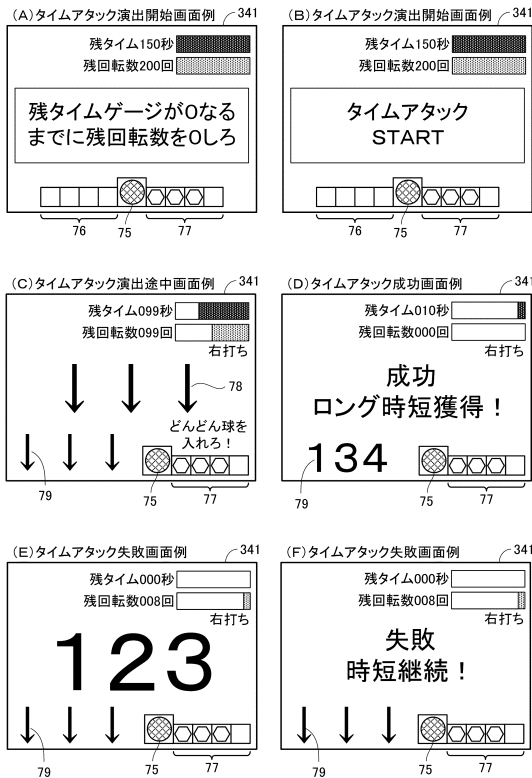 (A)タイムアタック演出開始画面例
341
残タイム150秒
残回転数200回
残タイムゲージが0なる
までに残回転数を0しろ
76
75
77
(B)タイムアタック演出開始画面例
341
残タイム150秒
残回転数200回
タイムアタック
START
76
75
77
(C)タイムアタック演出途中画面例
341
残タイム099秒
残回転数099回
右打ち
78
どんどん球を
入れろ！
79
75
77
(D)タイムアタック成功画面例
341
残タイム010秒
残回転数000回
右打ち
成功
ロング時短獲得！
134
79
75
77
(E)タイムアタック失敗画面例
341
残タイム000秒
残回転数008回
右打ち
123
79
75
77
(F)タイムアタック失敗画面例
341
残タイム000秒
残回転数008回
右打ち
失敗
時短継続！
79
75
77